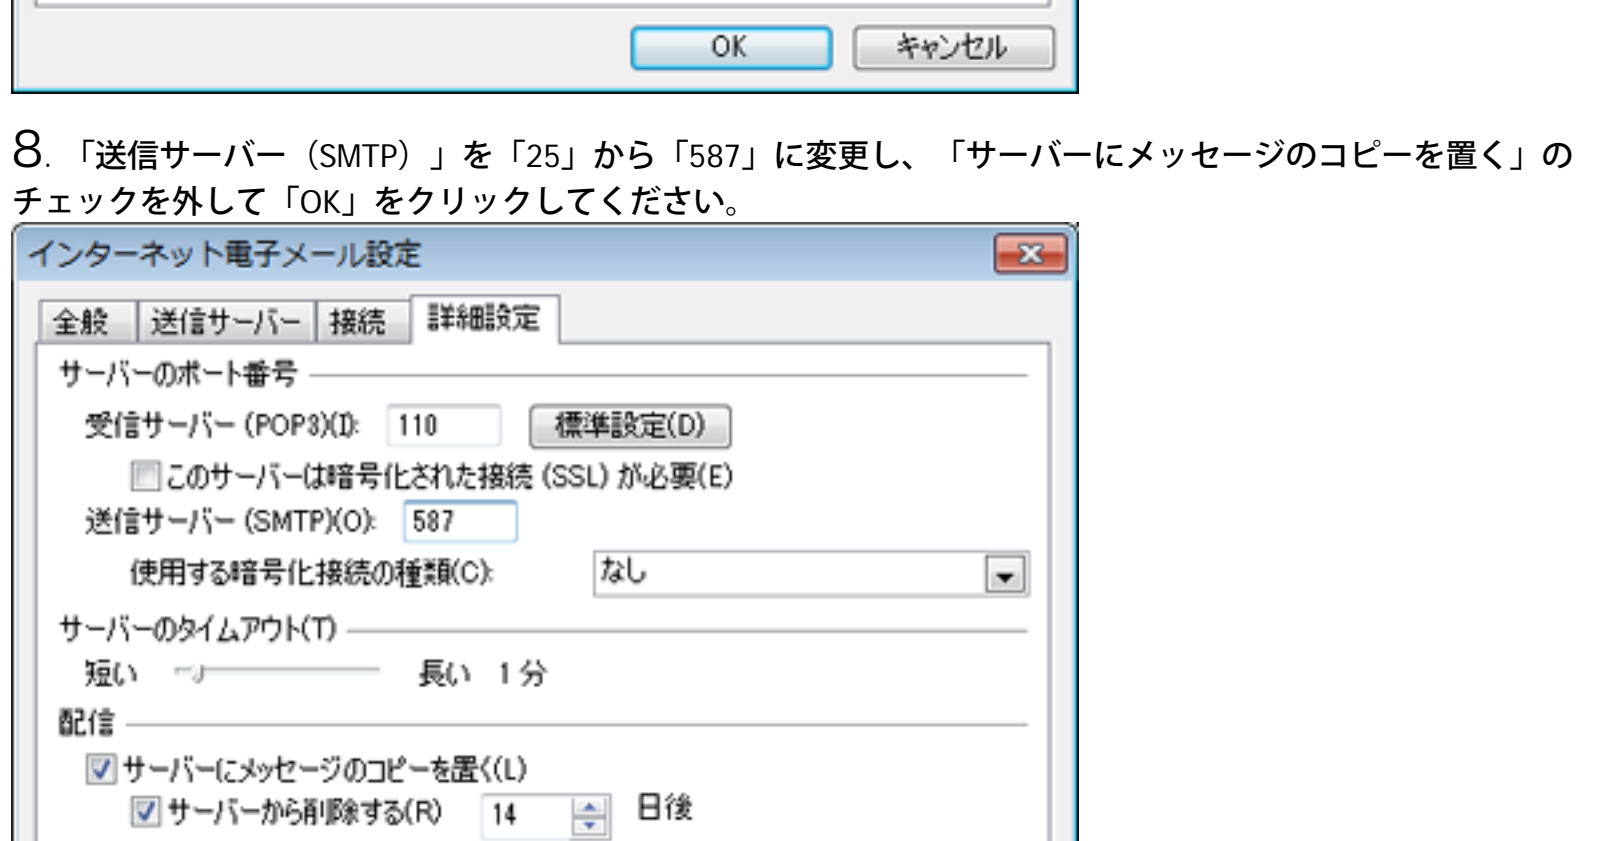 OK キャンセル
8. 「送信サーバー（SMTP）」を「25」から「587」に変更し、「サーバーにメッセージのコピーを置く」の
チェックを外して「OK」をクリックしてください。
インターネット電子メール設定
全般 送信サーバー 接続 詳細設定
サーバーのポート番号
受信サーバー (POP3)(I): 110 標準設定(D)
このサーバーは暗号化された接続 (SSL) が必要(E)
送信サーバー (SMTP)(O): 587
使用する暗号化接続の種類(C): なし
サーバーのタイムアウト(T)
短い 長い 1 分
配信
サーバーにメッセージのコピーを置く(L)
サーバーから削除する(R) 14 日後